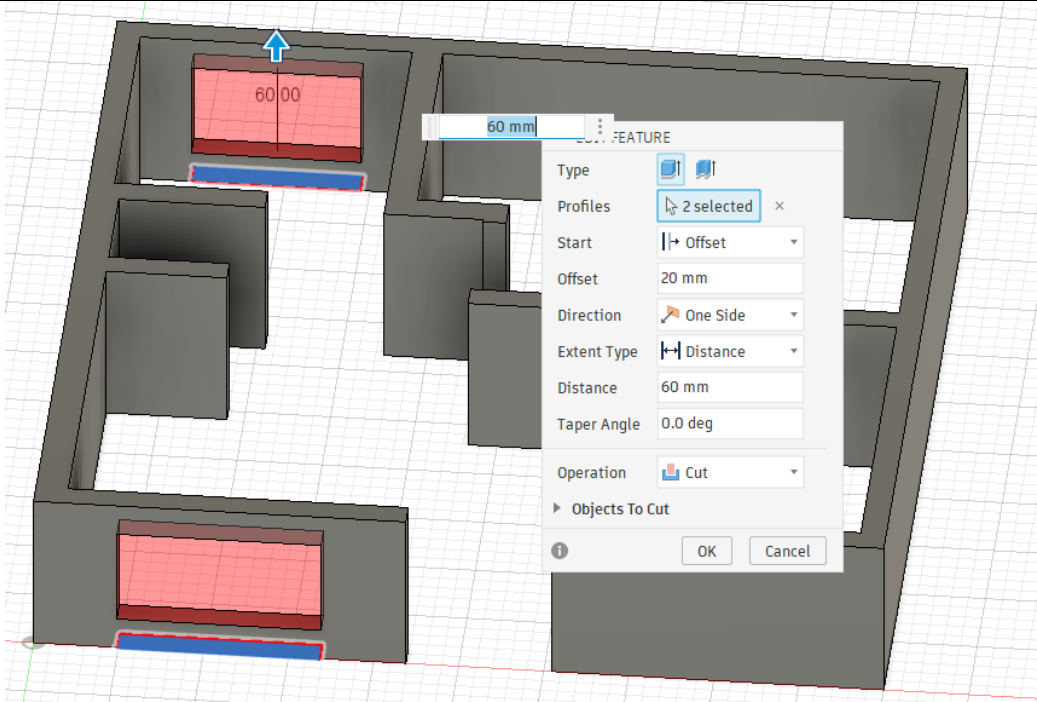 60.00
60 mm
EDIT FEATURE
Type
Profiles 2 selected ×
Start Offset
Offset 20 mm
Direction One Side
Extent Type Distance
Distance 60 mm
Taper Angle 0.0 deg
Operation Cut
Objects To Cut
OK Cancel